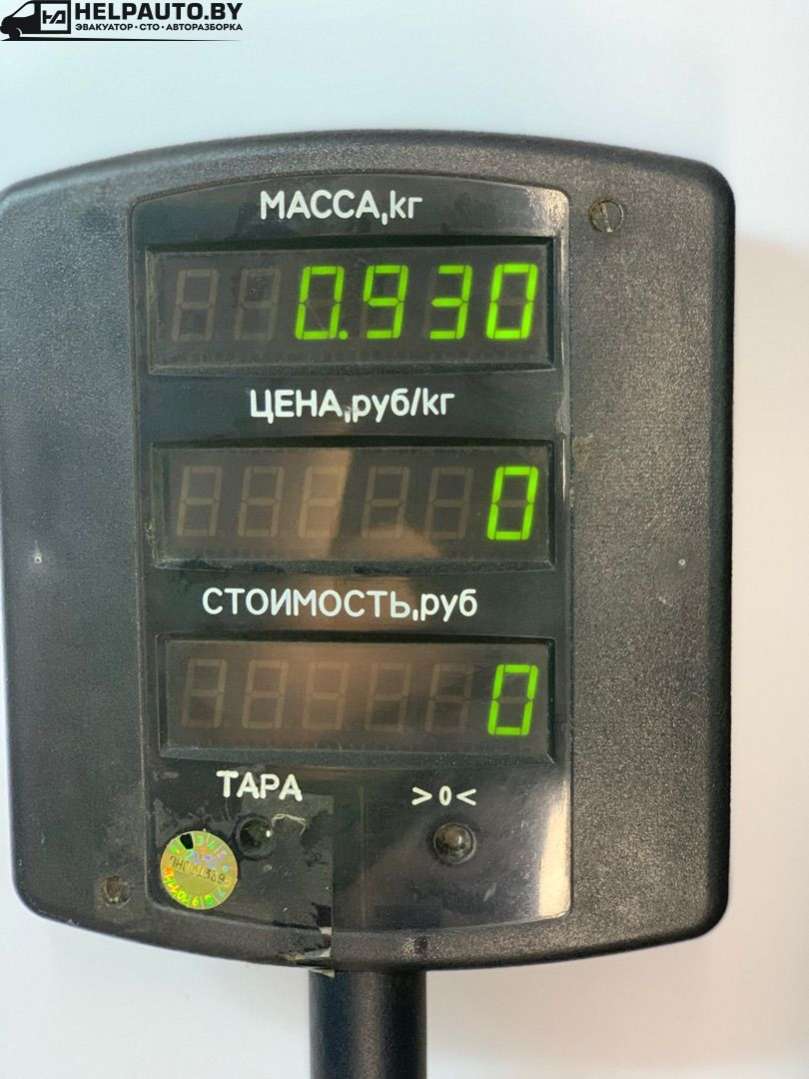 HELPAUTO.BY
ЭВАКУАТОР·СТО·АВТОРАЗБОРКА
МАССА,кг
0.930
ЦЕНА,руб/кг
0
СТОИМОСТЬ,руб
0
ТАРА >0<